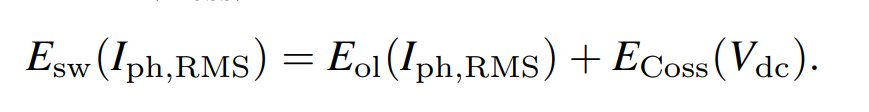 E_sw(I_ph,RMS) = E_ol(I_ph,RMS) + E_Coss(V_dc).